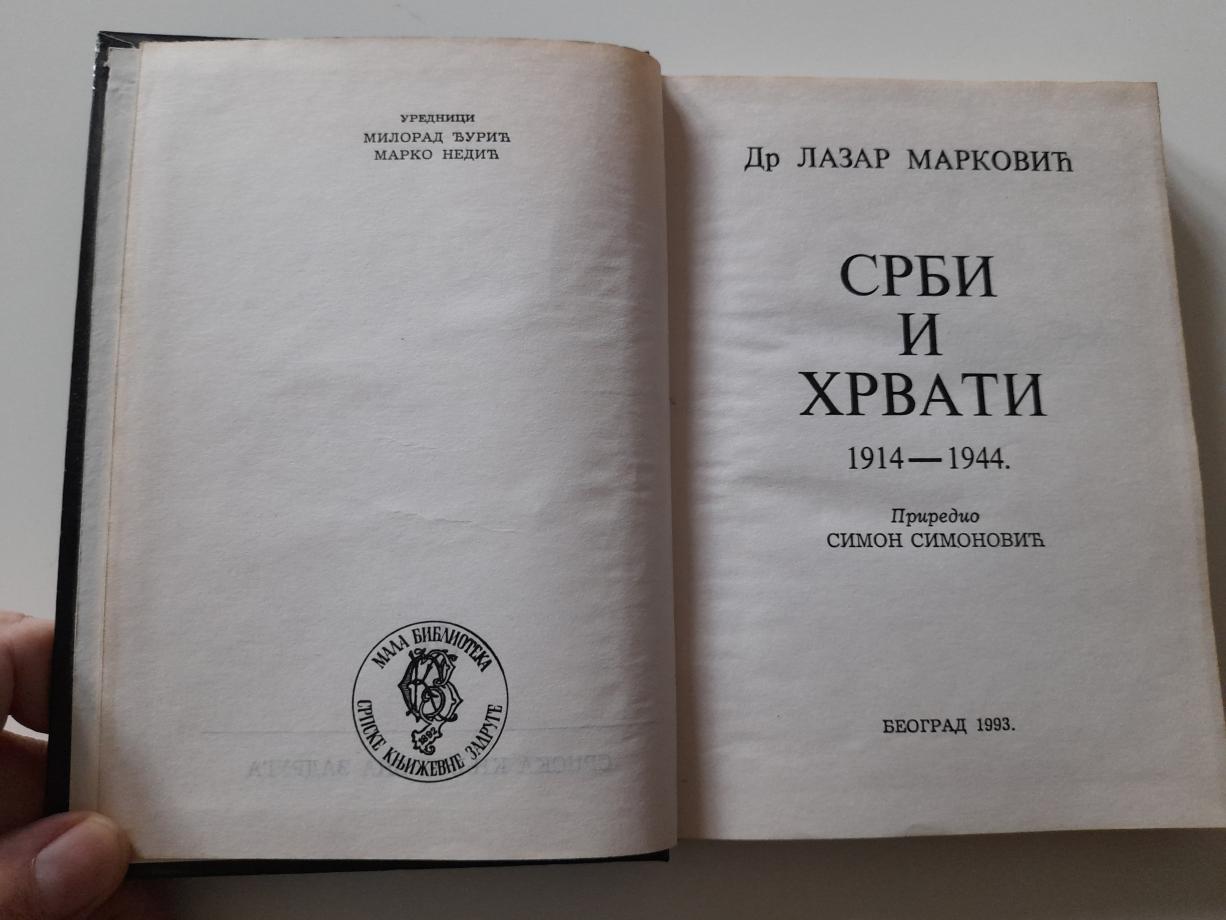 УРЕДНИЦИ
МИЛОРАД ЂУРИЋ
МАРКО НЕДИЋ
МАЛА БИБЛИОТЕКА
СРПСКЕ КЊИЖЕВНЕ ЗАДРУГЕ
1892
Др ЛАЗАР МАРКОВИЋ
СРБИ
И
ХРВАТИ
1914—1944.
Приредио
СИМОН СИМОНОВИЋ
БЕОГРАД 1993.